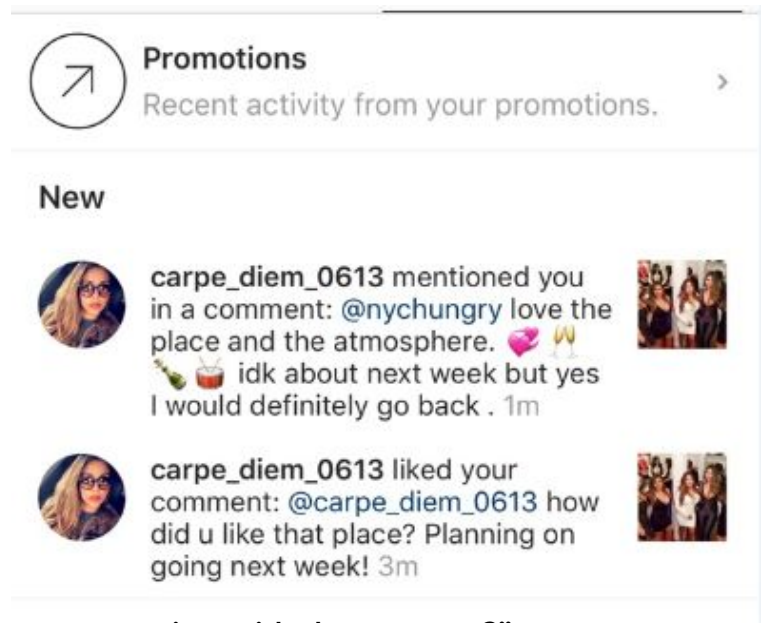 Promotions
Recent activity from your promotions.
New
carpe_diem_0613 mentioned you
in a comment: @nychungry love the
place and the atmosphere. 💞 🥂
🍾 🥁 idk about next week but yes
I would definitely go back . 1m
carpe_diem_0613 liked your
comment: @carpe_diem_0613 how
did u like that place? Planning on
going next week! 3m